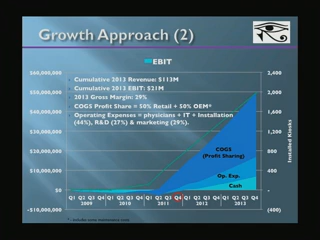 Growth Approach (2)
EBIT
$60,000,000
$50,000,000
$40,000,000
$30,000,000
$20,000,000
$10,000,000
$0
-$10,000,000
Cumulative 2013 Revenue: $113M
Cumulative 2013 EBIT: $21M
2013 Gross Margin: 29%
COGS Profit Share = 50% Retail + 50% OEM*
Operating Expenses = physicians + IT + Installation
(44%), R&D (27%) & marketing (29%).
COGS
(Profit Sharing)
Op. Exp.
Cash
2,400
2,000
1,600
1,200
800
400
-
(400)
Installed Kiosks
Q1 Q2 Q3 Q4 Q1 Q2 Q3 Q4 Q1 Q2 Q3 Q4 Q1 Q2 Q3 Q4 Q1 Q2 Q3 Q4
2009 2010 2011 2012 2013